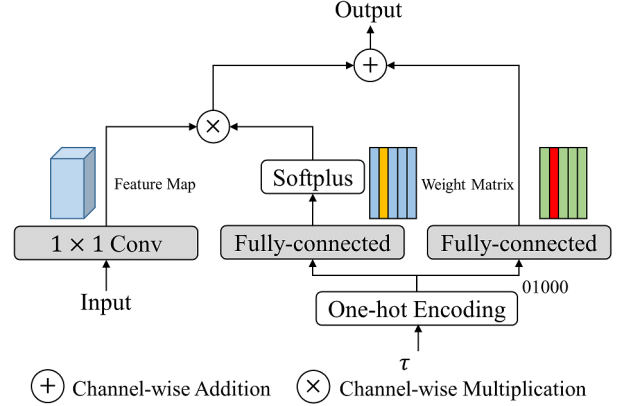 Output
+
×
Feature Map
Softplus
Weight Matrix
1 × 1 Conv
Fully-connected
Fully-connected
Input
01000
One-hot Encoding
τ
+ Channel-wise Addition
× Channel-wise Multiplication